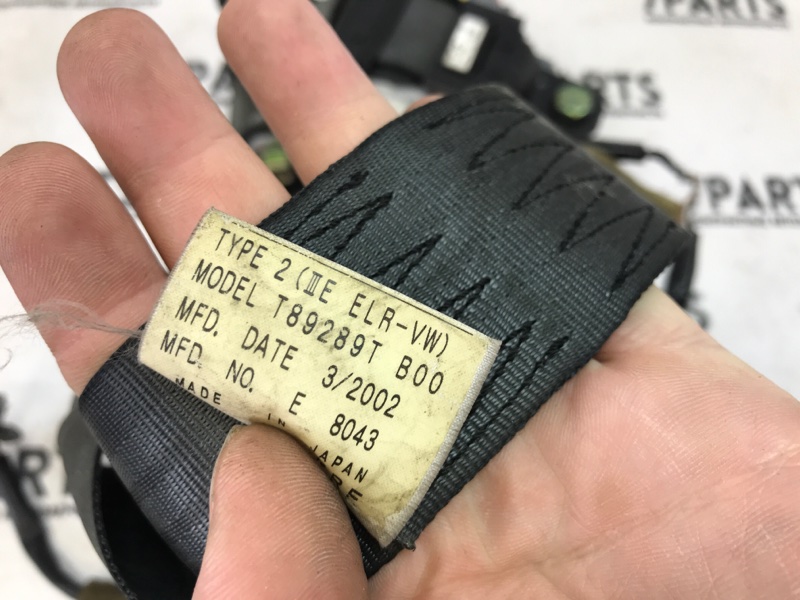 TYPE 2 (ⅢE ELR-VW)
MODEL T89289T B00
MFD. DATE 3/2002
MFD. NO. E 8043
MADE IN JAPAN
PARTS
PARTS